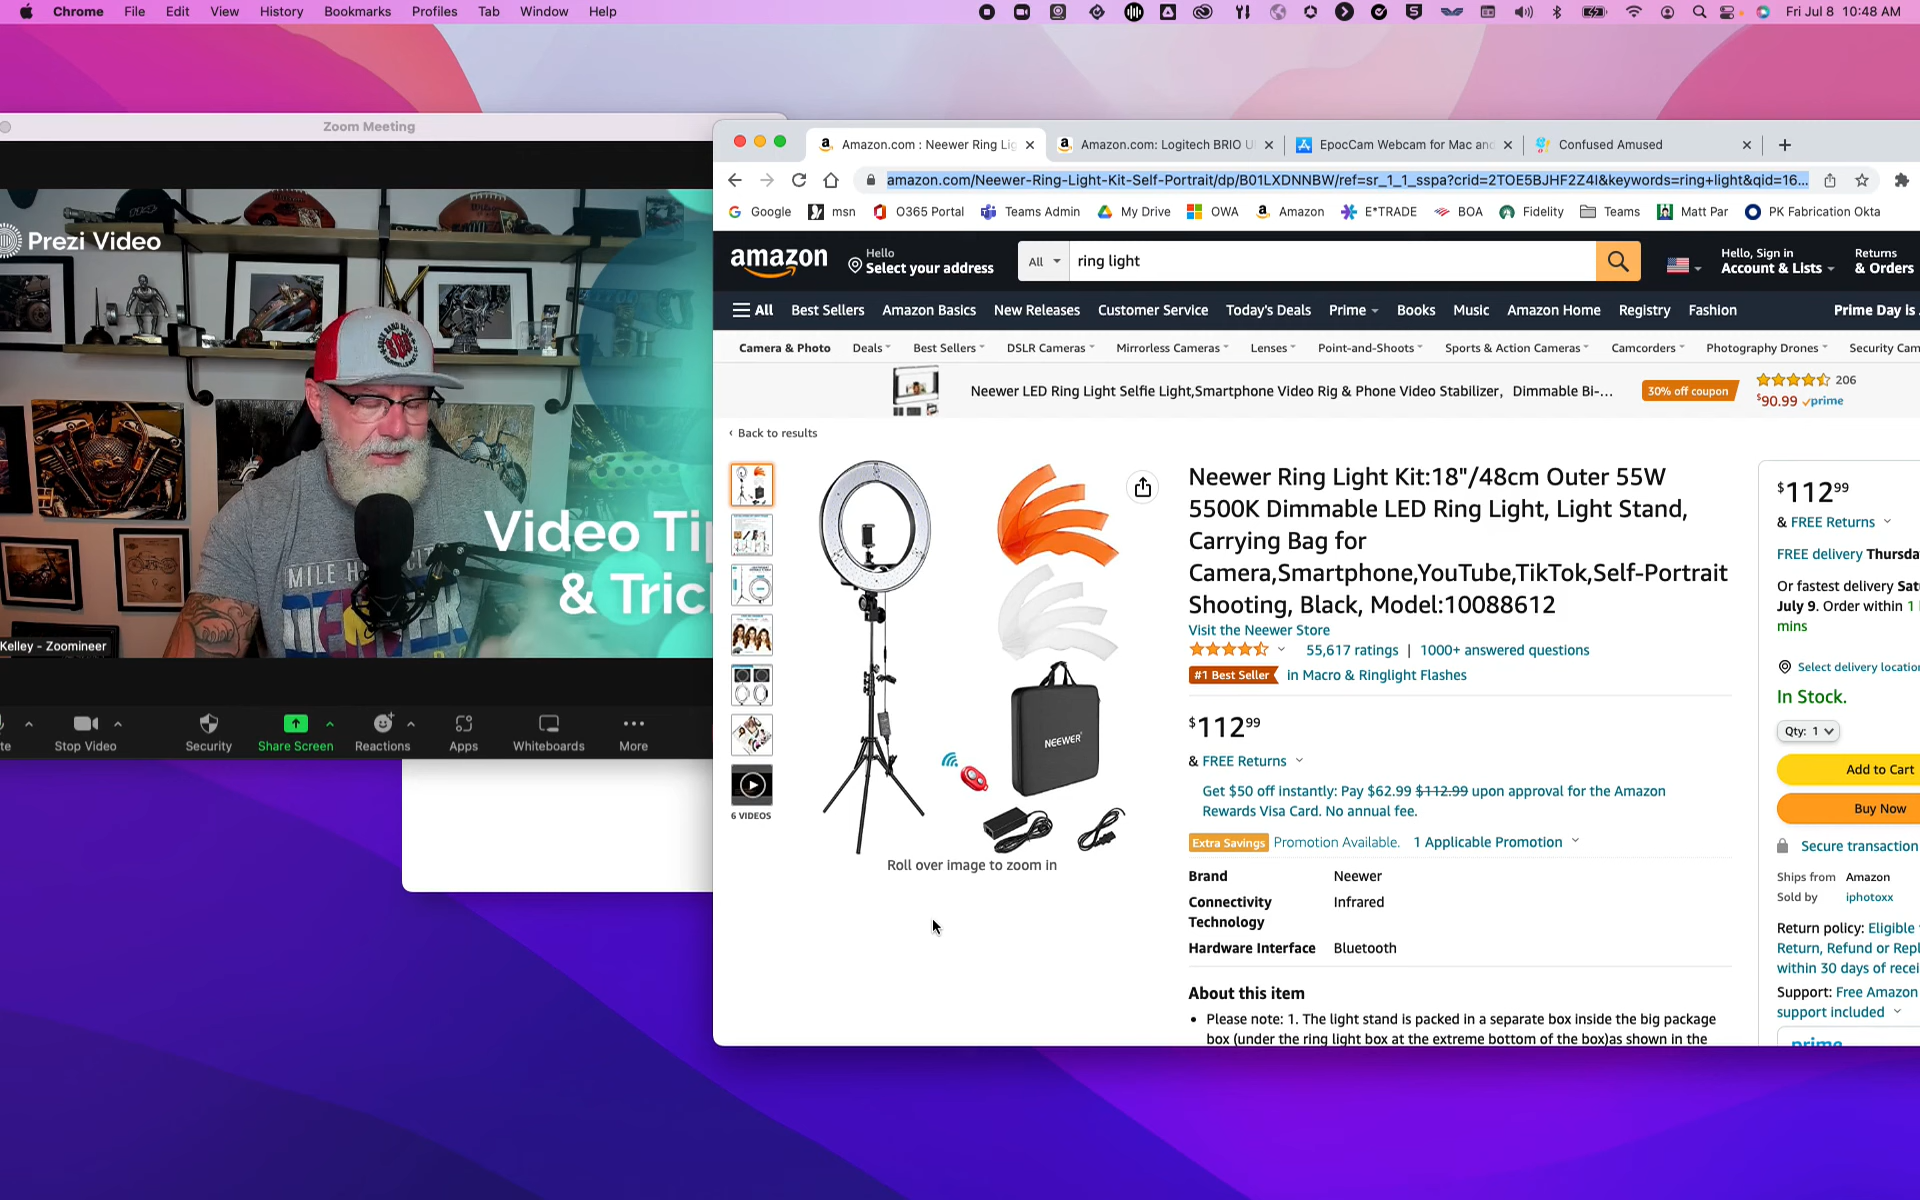 Chrome File Edit View History Bookmarks Profiles Tab Window Help
Fri Jul 8 10:48 AM
Zoom Meeting
Prezi Video
Video Ti
& Tric
Kelley - Zoomineer
Stop Video Security Share Screen Reactions Apps Whiteboards More
Amazon.com : Neewer Ring Lig
Amazon.com: Logitech BRIO U
EpocCam Webcam for Mac and
Confused Amused
amazon.com/Neewer-Ring-Light-Kit-Self-Portrait/dp/B01LXDNNBW/ref=sr_1_1_sspa?crid=2TOE5BJHF2Z4I&keywords=ring+light&qid=16...
Google msn O365 Portal Teams Admin My Drive OWA Amazon E*TRADE BOA Fidelity Teams Matt Par PK Fabrication Okta
amazon
Hello
Select your address
All
ring light
Hello, Sign in
Account & Lists
Returns
& Orders
All Best Sellers Amazon Basics New Releases Customer Service Today's Deals Prime Books Music Amazon Home Registry Fashion Prime Day is
Camera & Photo Deals Best Sellers DSLR Cameras Mirrorless Cameras Lenses Point-and-Shoots Sports & Action Cameras Camcorders Photography Drones Security Cam
Neewer LED Ring Light Selfie Light,Smartphone Video Rig & Phone Video Stabilizer, Dimmable Bi-...
30% off coupon
206
$90.99 prime
‹ Back to results
6 VIDEOS
NEEWER
Roll over image to zoom in
Neewer Ring Light Kit:18"/48cm Outer 55W
5500K Dimmable LED Ring Light, Light Stand,
Carrying Bag for
Camera,Smartphone,YouTube,TikTok,Self-Portrait
Shooting, Black, Model:10088612
Visit the Neewer Store
55,617 ratings | 1000+ answered questions
#1 Best Seller in Macro & Ringlight Flashes
$112 99
& FREE Returns
Get $50 off instantly: Pay $62.99 $112.99 upon approval for the Amazon
Rewards Visa Card. No annual fee.
Extra Savings Promotion Available. 1 Applicable Promotion
Brand Neewer
Connectivity Infrared
Technology
Hardware Interface Bluetooth
About this item
• Please note: 1. The light stand is packed in a separate box inside the big package
box (under the ring light box at the extreme bottom of the box)as shown in the
$112 99
& FREE Returns
FREE delivery Thursda
Or fastest delivery Sat
July 9. Order within 1
mins
Select delivery locatio
In Stock.
Qty: 1
Add to Cart
Buy Now
Secure transaction
Ships from Amazon
Sold by iphotoxx
Return policy: Eligible
Return, Refund or Repl
within 30 days of recei
Support: Free Amazon
support included
prime